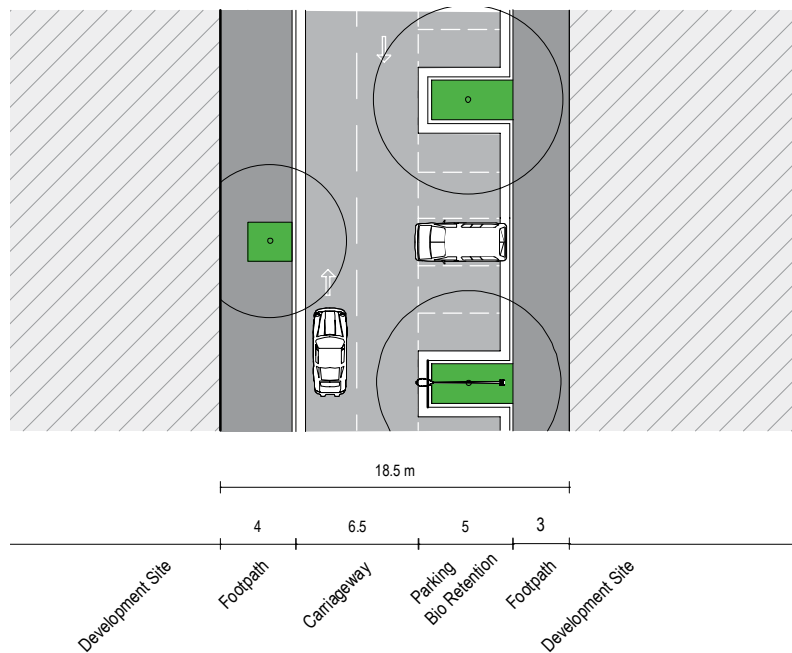 18.5 m
4
6.5
5
3
Development Site
Footpath
Carriageway
Parking
Bio Retention
Footpath
Development Site